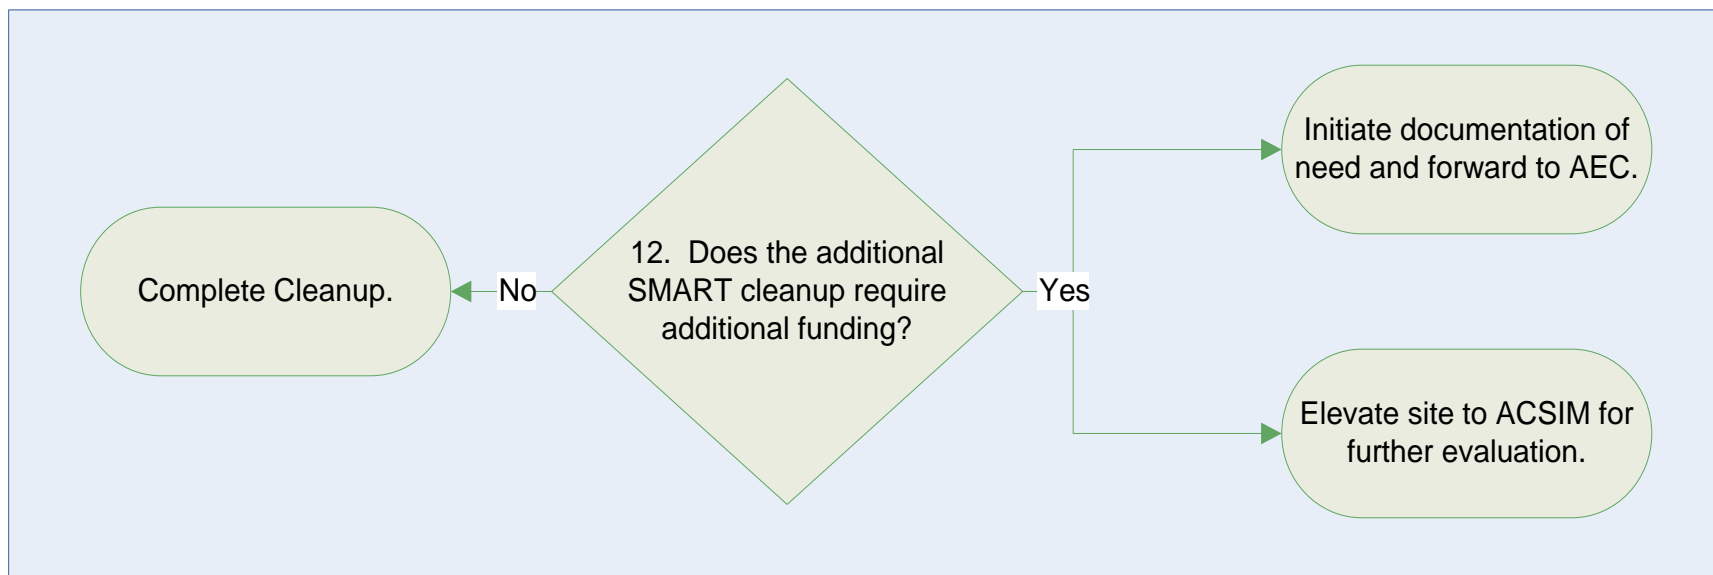 Complete Cleanup.
No
12. Does the additional
SMART cleanup require
additional funding?
Yes
Initiate documentation of
need and forward to AEC.
Elevate site to ACSIM for
further evaluation.